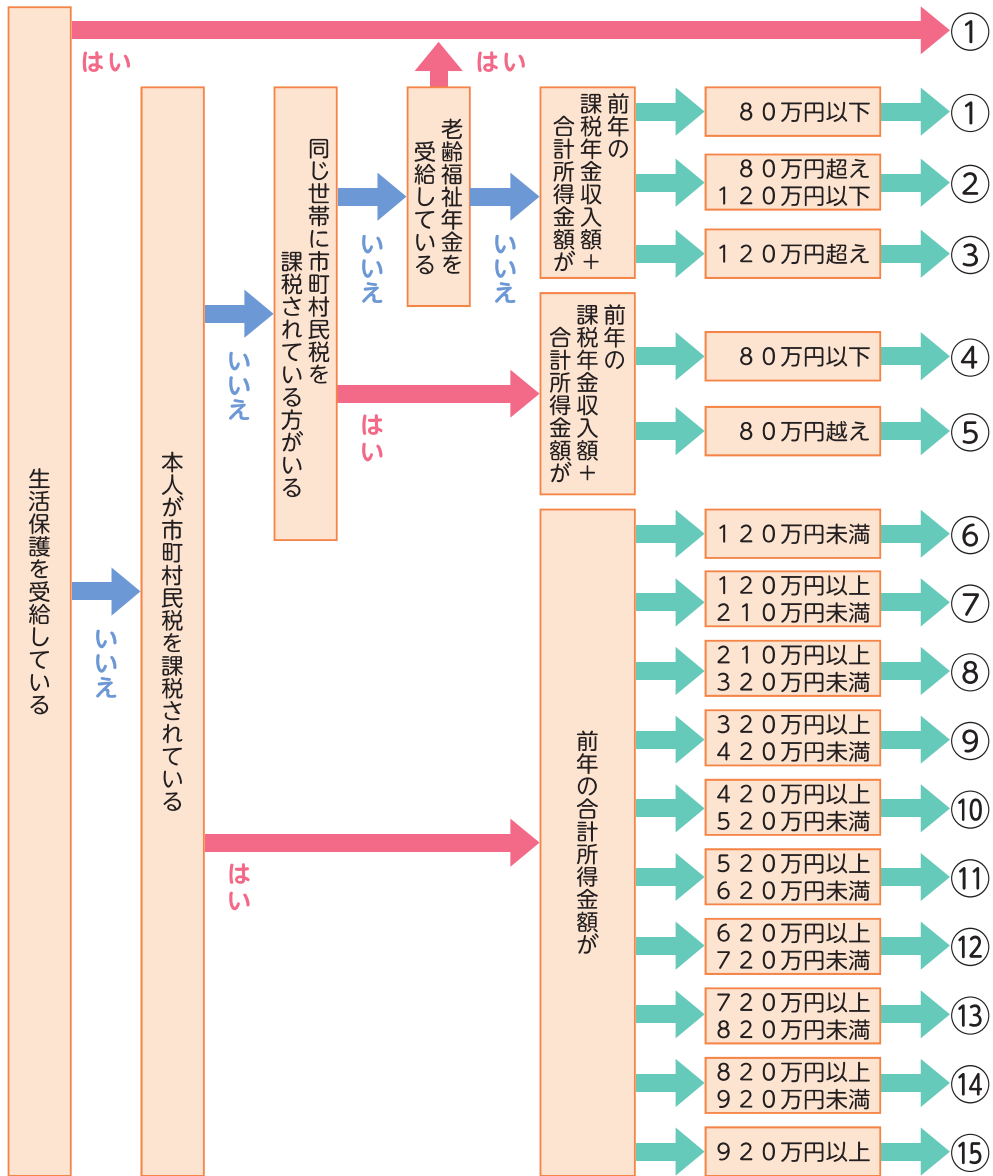 生活保護を受給している
はい
①
いいえ
本人が市町村民税を課税されている
いいえ
同じ世帯に市町村民税を
課税されている方がいる
いいえ
老齢福祉年金を
受給している
はい
いいえ
前年の
課税年金収入額＋
合計所得金額が
８０万円以下
①
８０万円超え
１２０万円以下
②
１２０万円超え
③
はい
前年の
課税年金収入額＋
合計所得金額が
８０万円以下
④
８０万円越え
⑤
はい
前年の合計所得金額が
１２０万円未満
⑥
１２０万円以上
２１０万円未満
⑦
２１０万円以上
３２０万円未満
⑧
３２０万円以上
４２０万円未満
⑨
４２０万円以上
５２０万円未満
⑩
５２０万円以上
６２０万円未満
⑪
６２０万円以上
７２０万円未満
⑫
７２０万円以上
８２０万円未満
⑬
８２０万円以上
９２０万円未満
⑭
９２０万円以上
⑮